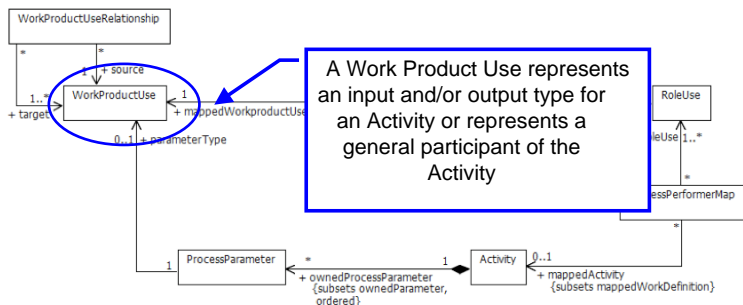 WorkProductUseRelationship
*
*
1
+ source
1..*
+ target
WorkProductUse
1
+ mappedWorkproductUse
0..1
+ parameterType
A Work Product Use represents
an input and/or output type for
an Activity or represents a
general participant of the
Activity
RoleUse
1..*
*
*
ProcessParameter
1
*
+ ownedProcessParameter
{subsets ownedParameter,
ordered}
1
Activity
0..1
+ mappedActivity
{subsets mappedWorkDefinition}